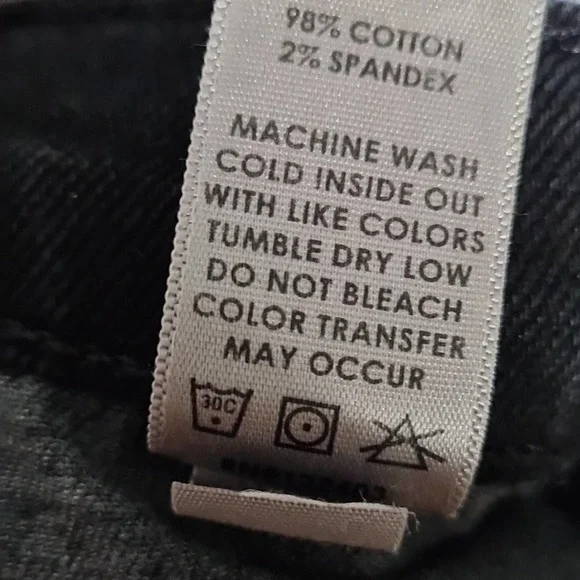 98% COTTON
2% SPANDEX
MACHINE WASH
COLD INSIDE OUT
WITH LIKE COLORS
TUMBLE DRY LOW
DO NOT BLEACH
COLOR TRANSFER
MAY OCCUR
30C